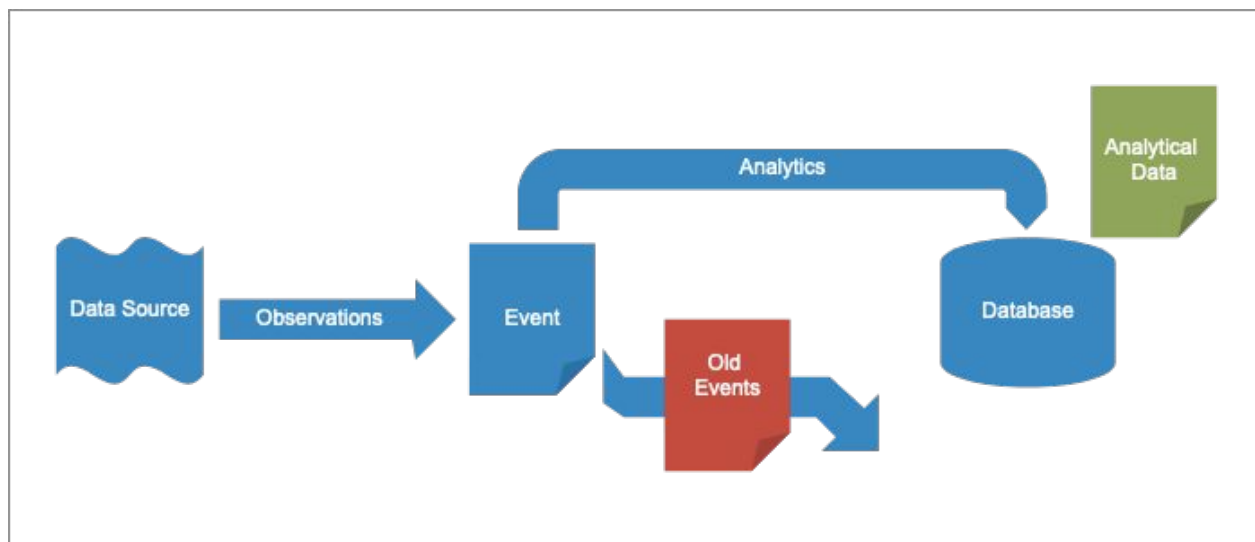 Data Source
Observations
Event
Analytics
Old
Events
Database
Analytical
Data